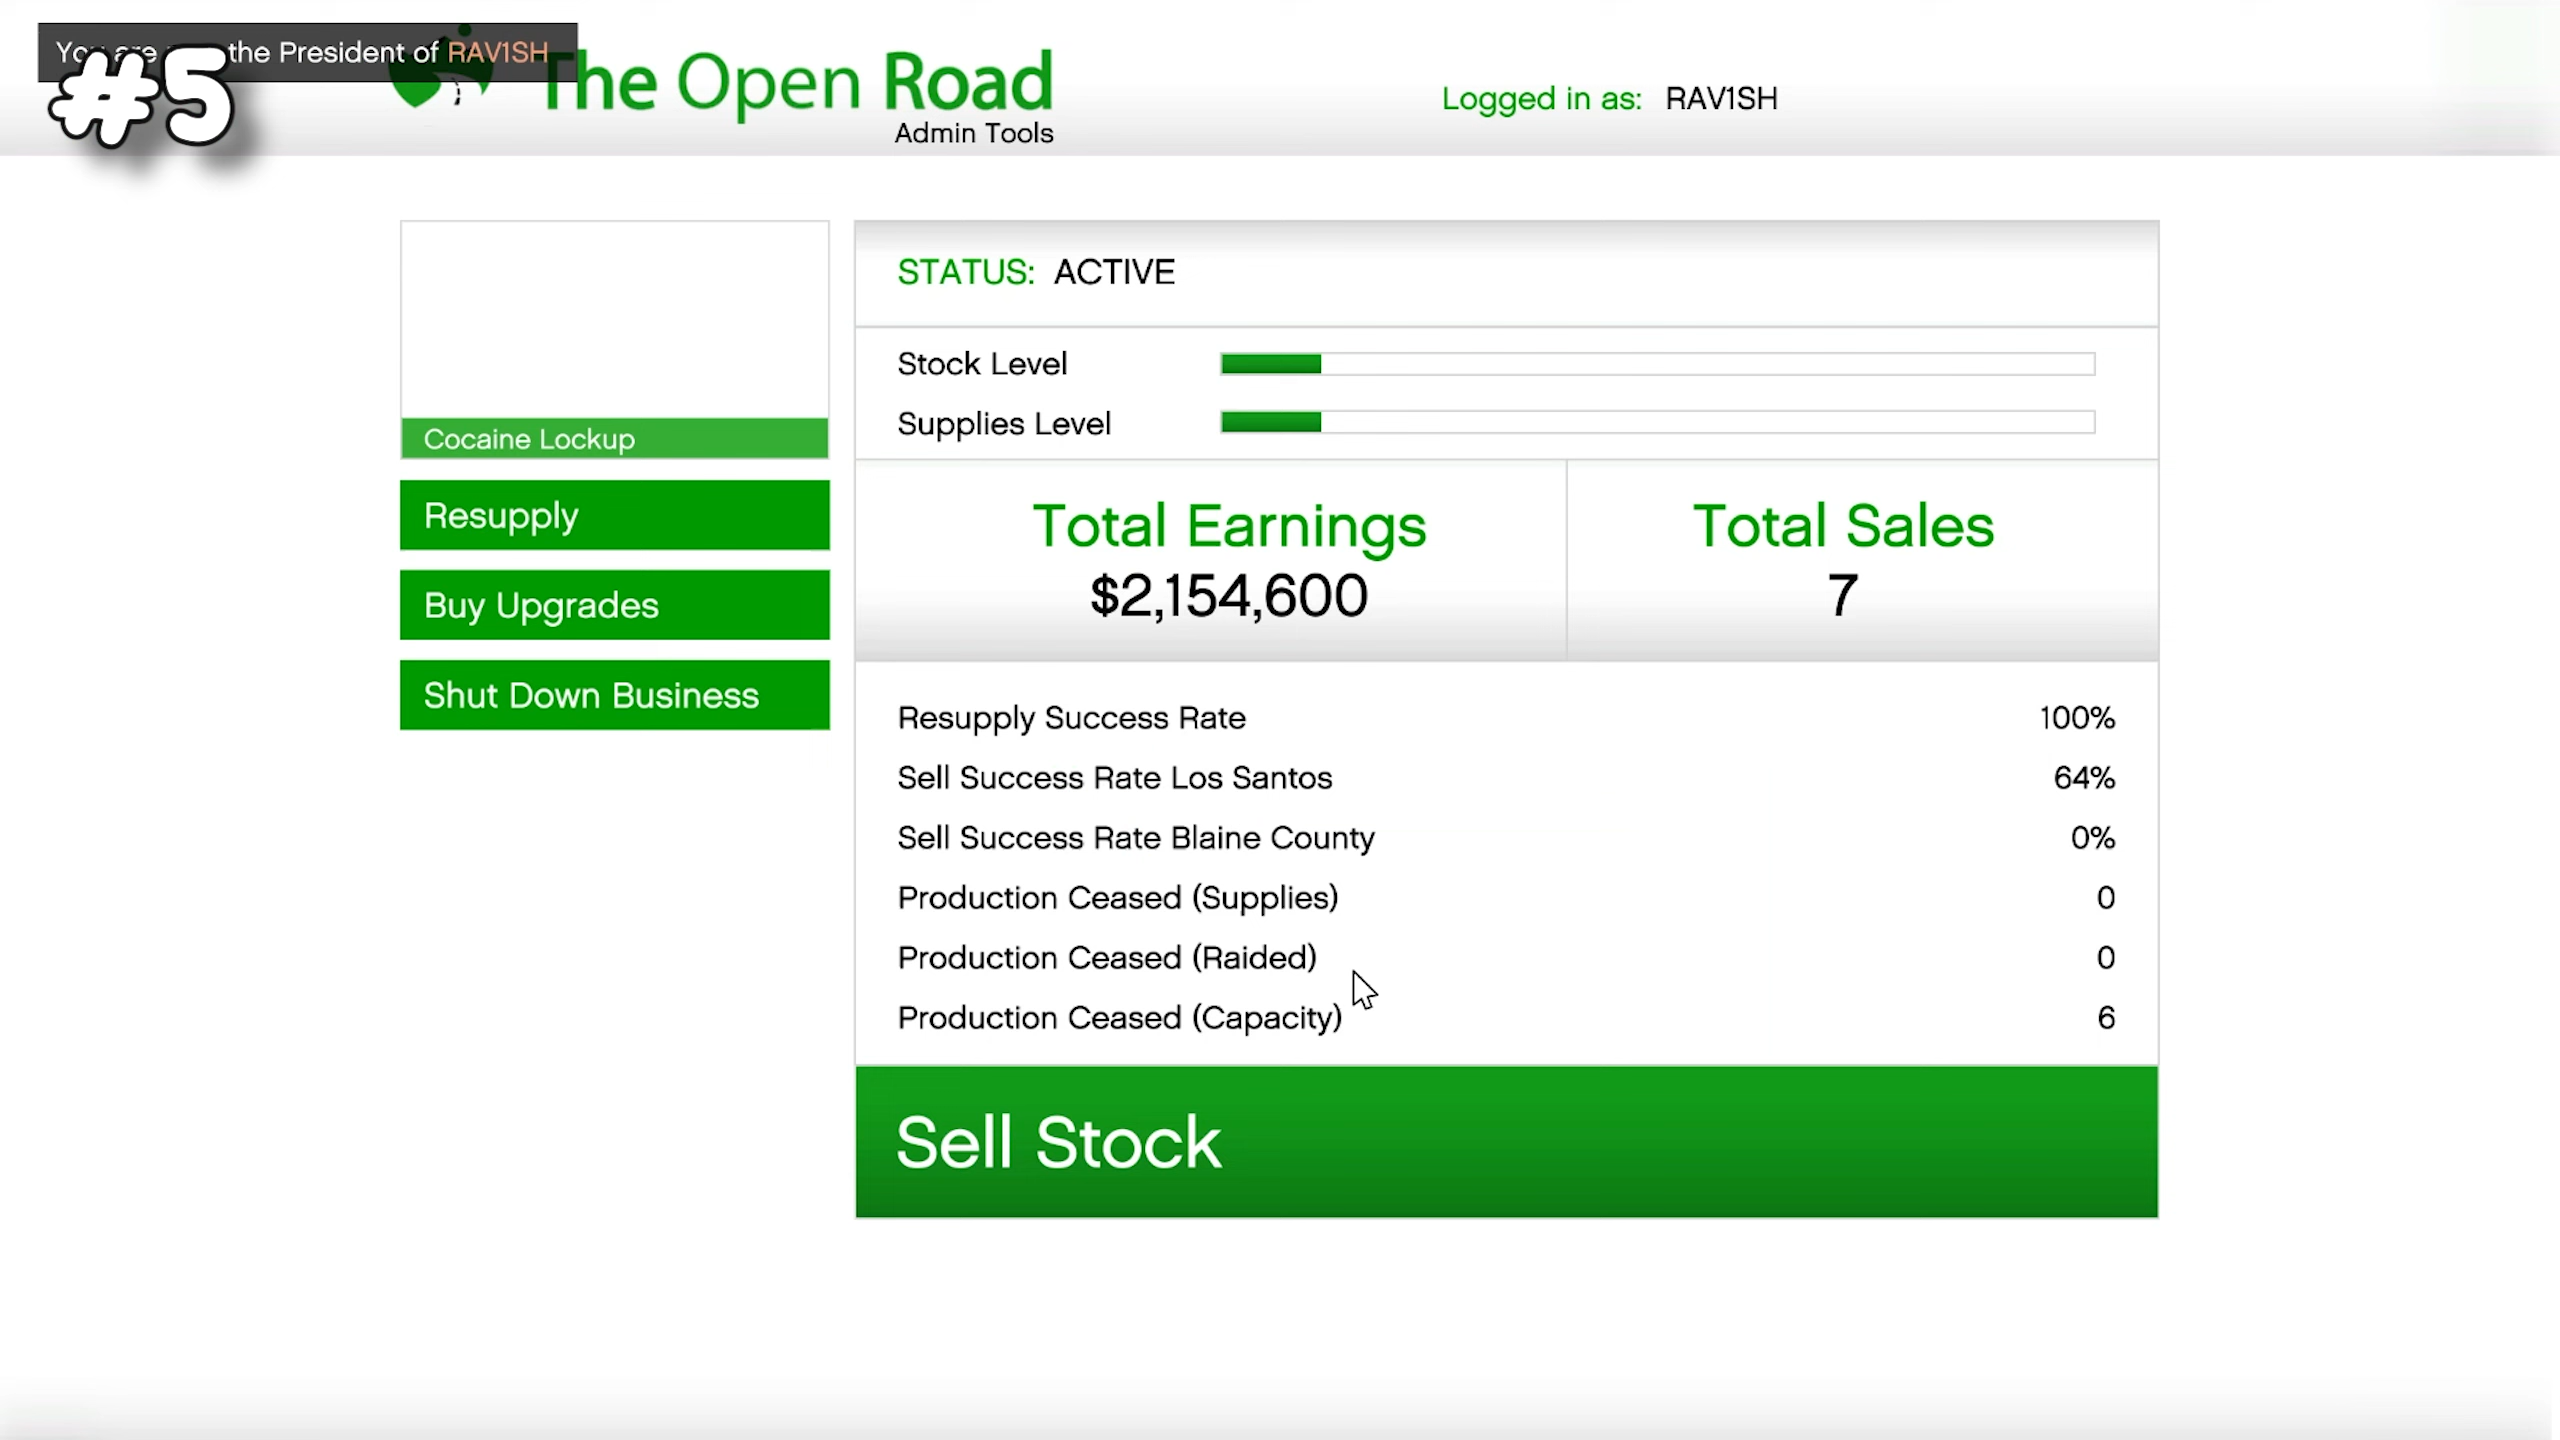 You are the President of RAV1SH
#5
The Open Road
Admin Tools
Logged in as: RAV1SH
Cocaine Lockup
Resupply
Buy Upgrades
Shut Down Business
STATUS: ACTIVE
Stock Level
Supplies Level
Total Earnings
$2,154,600
Total Sales
7
Resupply Success Rate 100%
Sell Success Rate Los Santos 64%
Sell Success Rate Blaine County 0%
Production Ceased (Supplies) 0
Production Ceased (Raided) 0
Production Ceased (Capacity) 6
Sell Stock